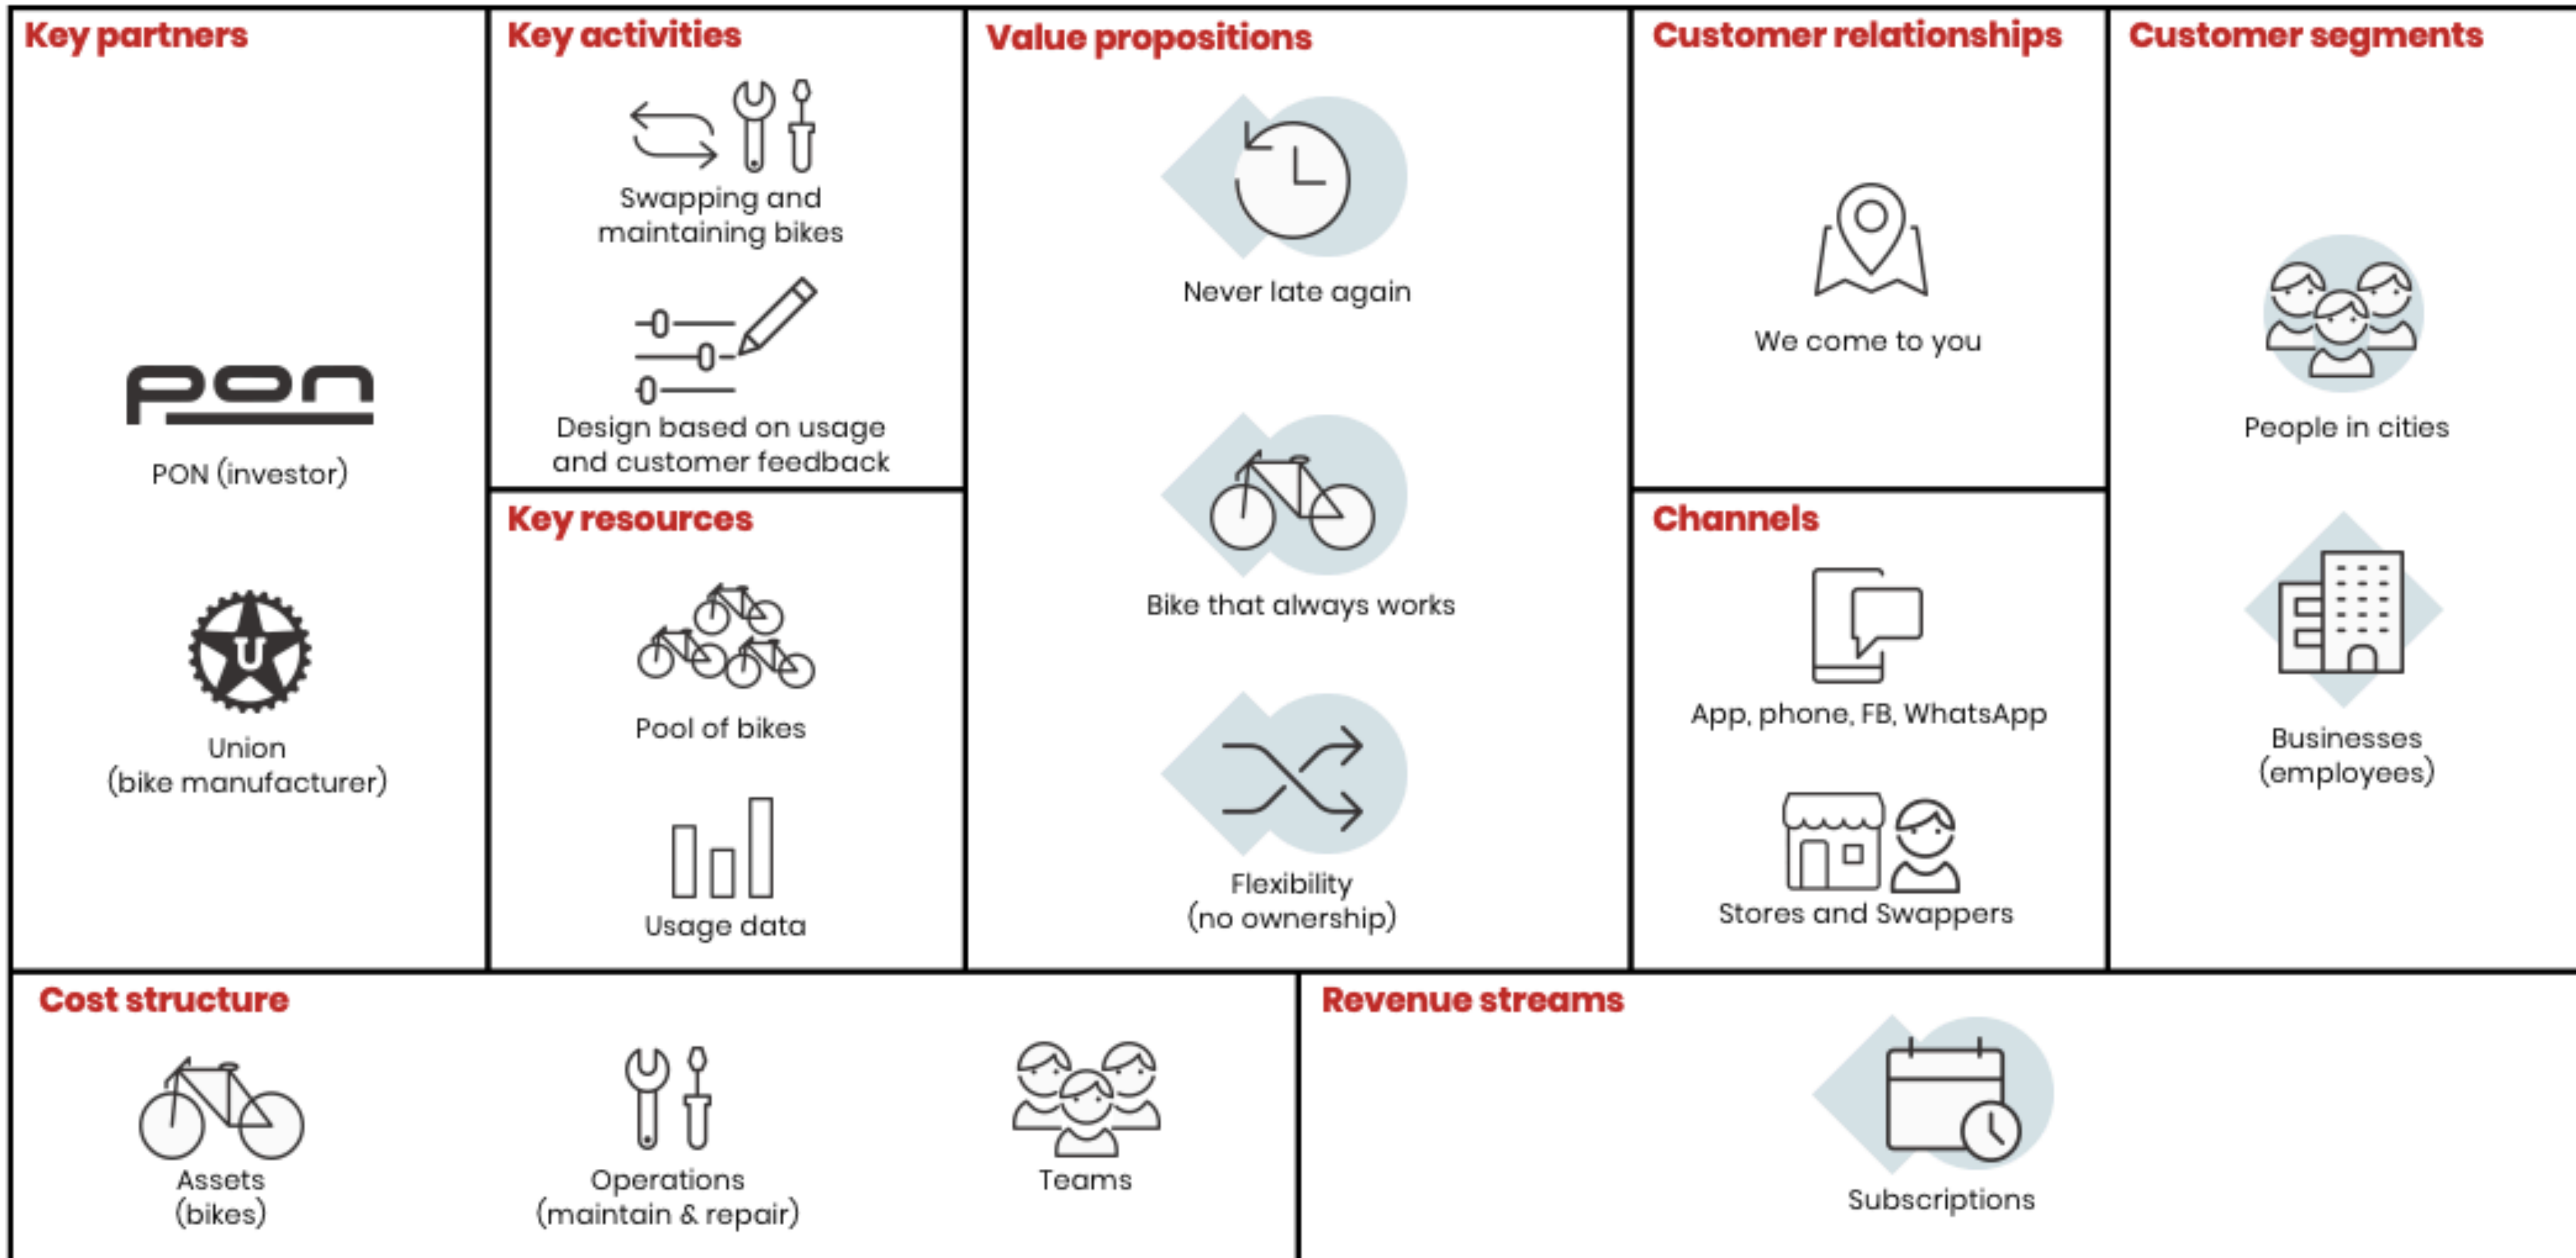 Key partners
pon
PON (investor)
U
Union
(bike manufacturer)
Key activities
Swapping and
maintaining bikes
Design based on usage
and customer feedback
Key resources
Pool of bikes
Usage data
Value propositions
Never late again
Bike that always works
Flexibility
(no ownership)
Customer relationships
We come to you
Channels
App, phone, FB, WhatsApp
Stores and Swappers
Customer segments
People in cities
Businesses
(employees)
Cost structure
Assets
(bikes)
Operations
(maintain & repair)
Teams
Revenue streams
Subscriptions